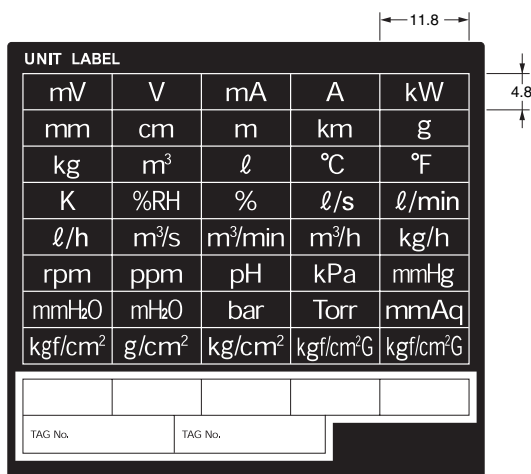 11.8
UNIT LABEL
4.8
mV V mA A kW
mm cm m km g
kg m³ ℓ °C °F
K %RH % ℓ/s ℓ/min
ℓ/h m³/s m³/min m³/h kg/h
rpm ppm pH kPa mmHg
mmH₂O mH₂O bar Torr mmAq
kgf/cm² g/cm² kg/cm² kgf/cm²G kgf/cm²G
TAG No. TAG No.